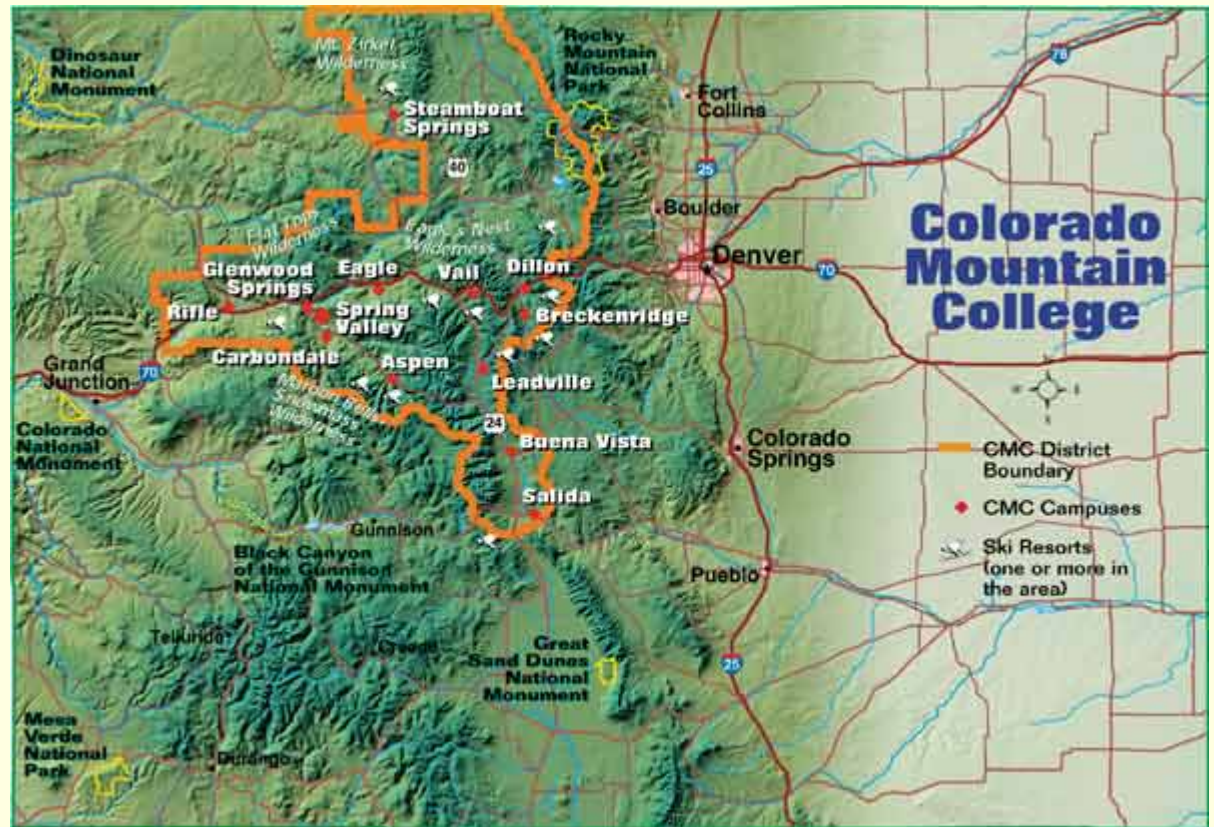 Dinosaur
National
Monument
Mt. Zirkel
Wilderness
Rocky
Mountain
National
Park
76
Fort
Collins
Steamboat
Springs
40
25
Boulder
Flat Tops
Wilderness
Eagle's Nest
Wilderness
Denver
70
Colorado
Mountain
College
Glenwood
Springs
Eagle
Vail
Dillon
Rifle
Spring
Valley
Breckenridge
Carbondale
Aspen
Leadville
Grand
Junction
70
Wilderness
24
Colorado
National
Monument
Buena Vista
Colorado
Springs
W
E
S
CMC District
Boundary
CMC Campuses
Ski Resorts
(one or more in
the area)
Salida
Gunnison
Black Canyon
of the Gunnison
National Monument
Pueblo
Telluride
Creede
Great
Sand Dunes
National
Monument
25
Mesa
Verde
National
Park
Durango